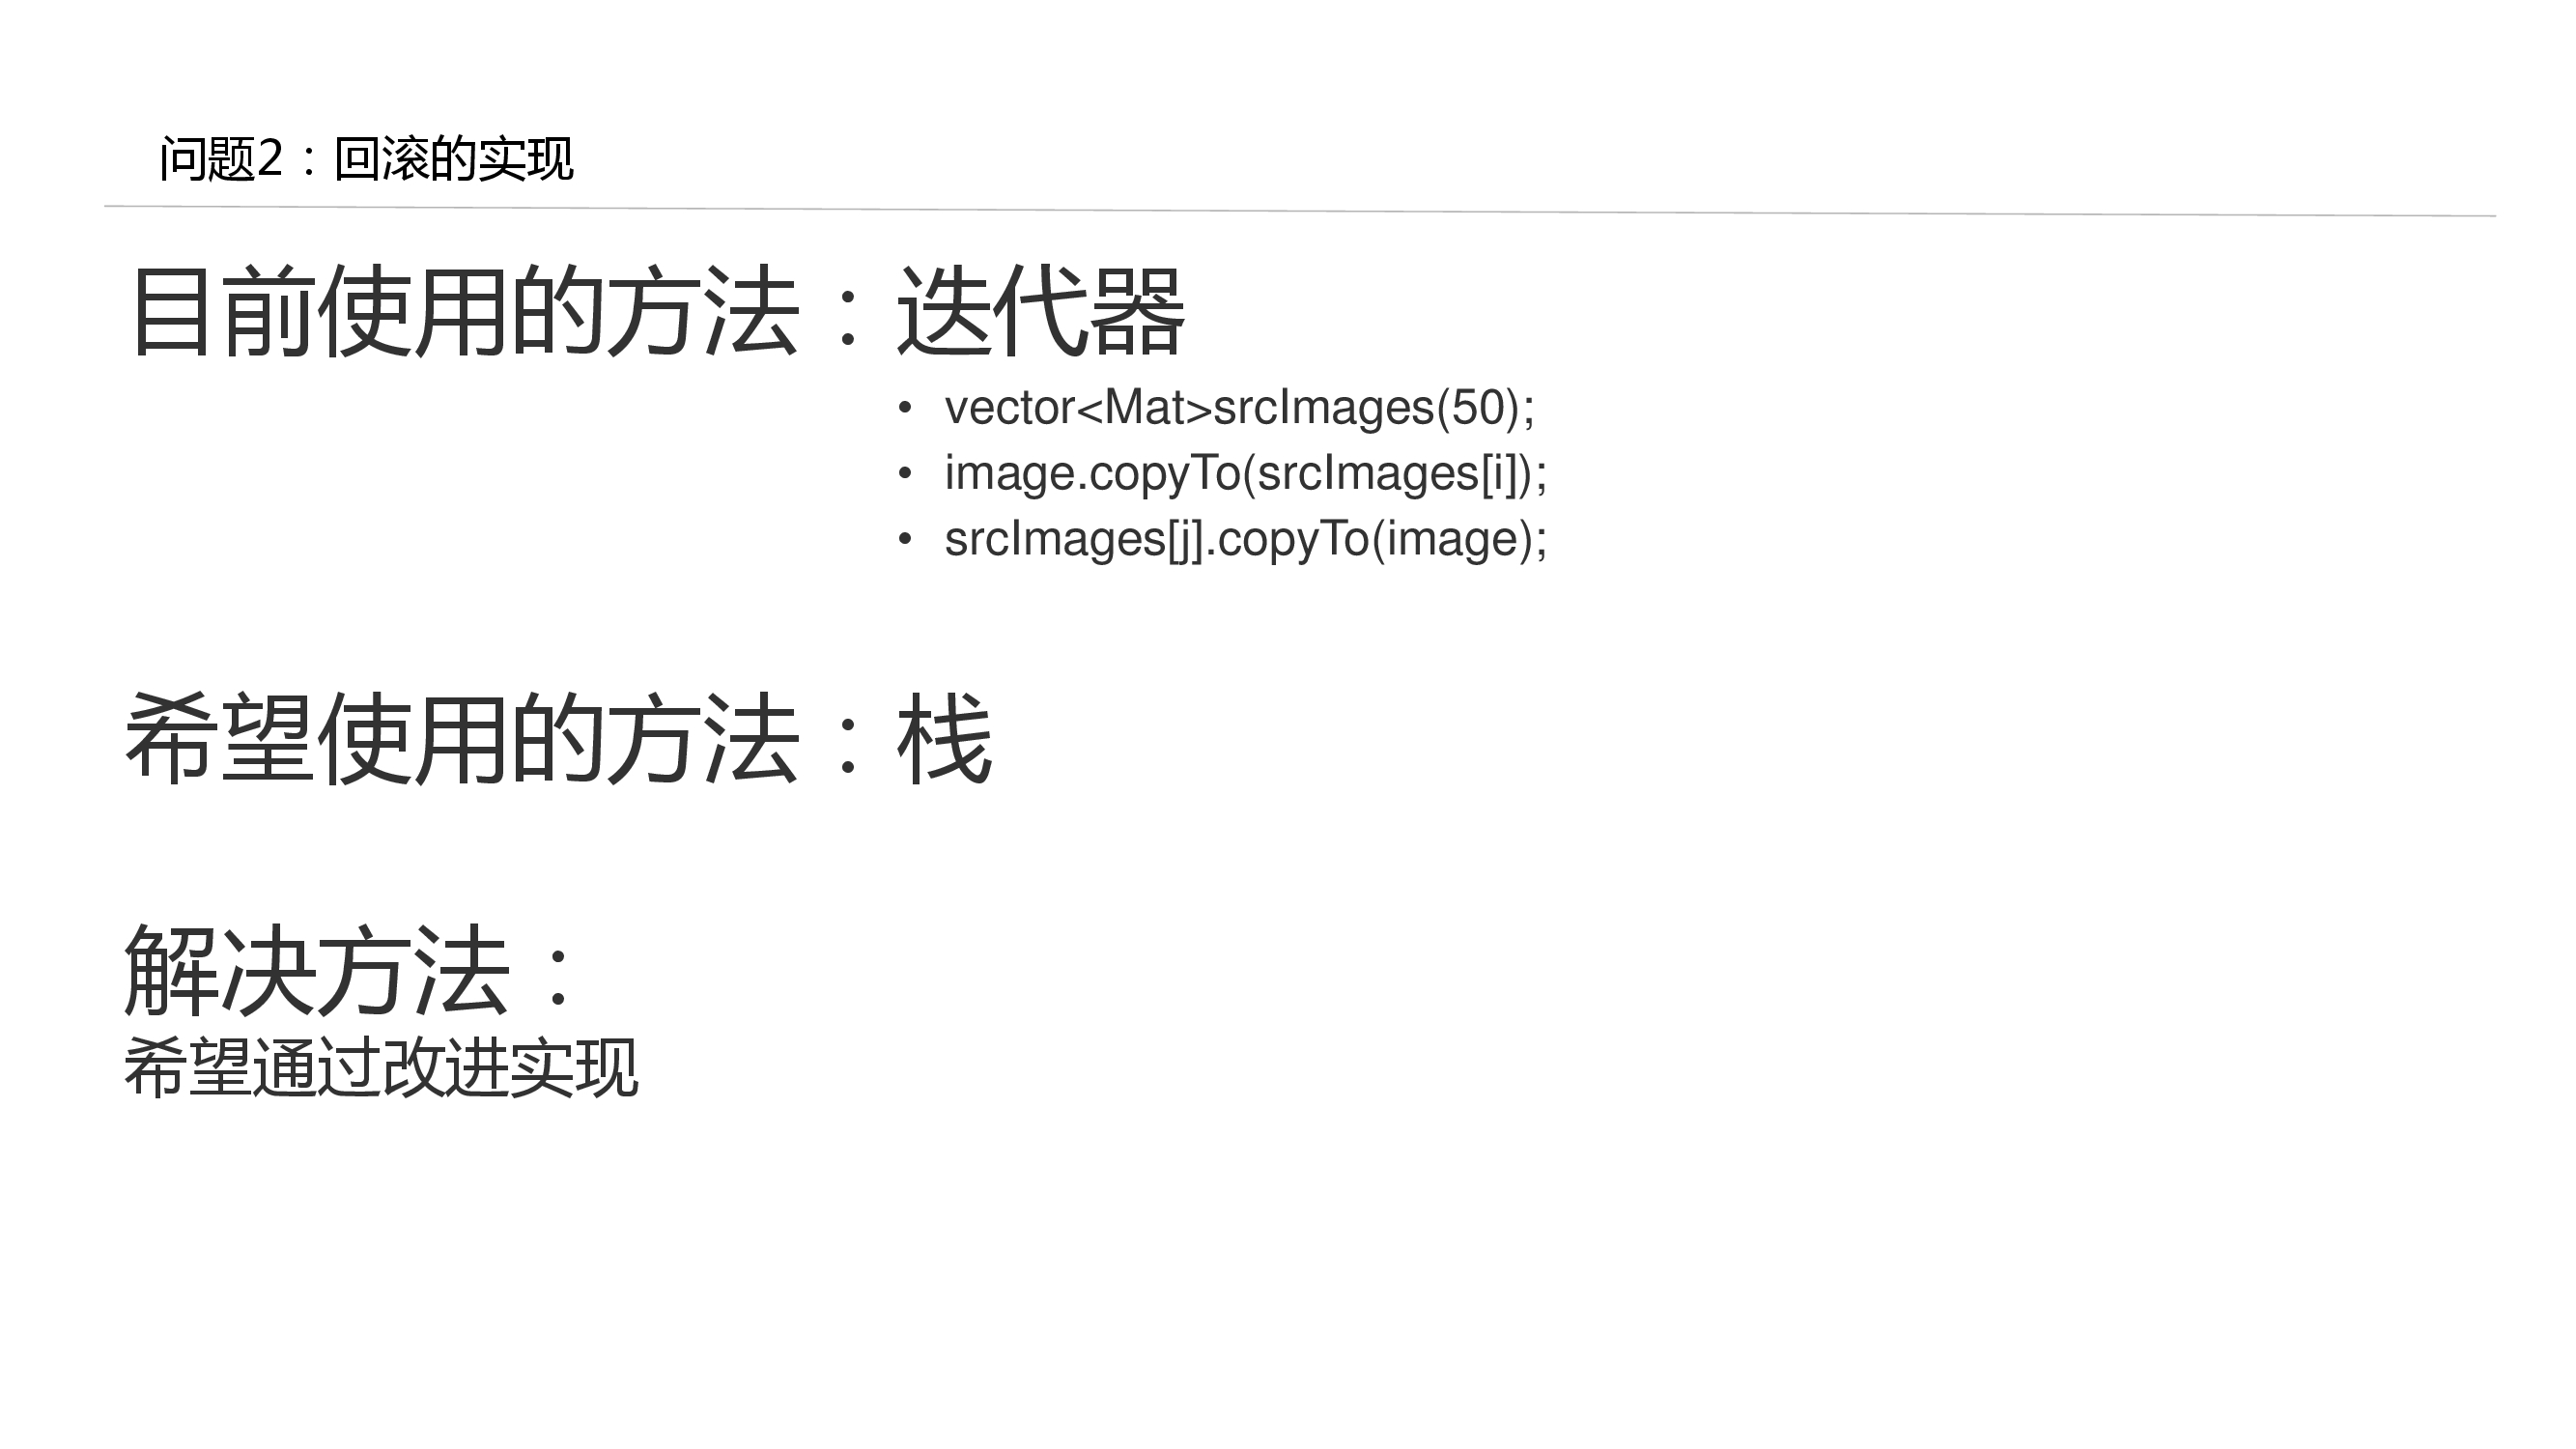 问题2：回滚的实现
目前使用的方法：迭代器
• vector<Mat>srcImages(50);
• image.copyTo(srcImages[i]);
• srcImages[j].copyTo(image);
希望使用的方法：栈
解决方法：
希望通过改进实现